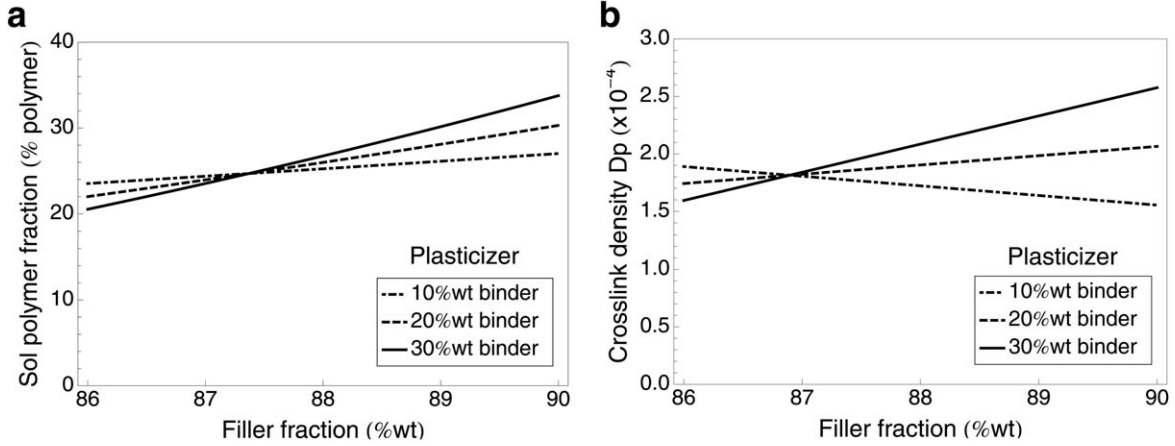 a
Sol polymer fraction (% polymer)
40
30
20
10
0
86
87
88
89
90
Filler fraction (%wt)
Plasticizer
10%wt binder
20%wt binder
30%wt binder
b
Crosslink density Dp (x10⁻⁴)
3.0
2.5
2.0
1.5
1.0
0.5
0.0
86
87
88
89
90
Filler fraction (%wt)
Plasticizer
10%wt binder
20%wt binder
30%wt binder